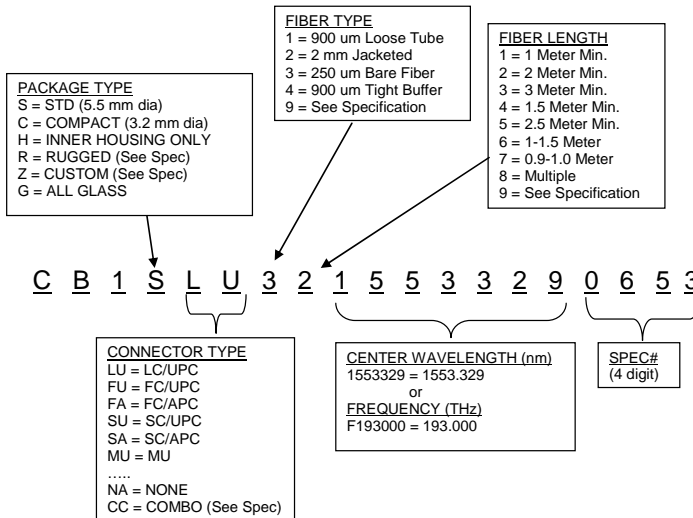 FIBER TYPE
1 = 900 um Loose Tube
2 = 2 mm Jacketed
3 = 250 um Bare Fiber
4 = 900 um Tight Buffer
9 = See Specification
FIBER LENGTH
1 = 1 Meter Min.
2 = 2 Meter Min.
3 = 3 Meter Min.
4 = 1.5 Meter Min.
5 = 2.5 Meter Min.
6 = 1-1.5 Meter
7 = 0.9-1.0 Meter
8 = Multiple
9 = See Specification
PACKAGE TYPE
S = STD (5.5 mm dia)
C = COMPACT (3.2 mm dia)
H = INNER HOUSING ONLY
R = RUGGED (See Spec)
Z = CUSTOM (See Spec)
G = ALL GLASS
C B 1 S L U 3 2 1 5 5 3 3 2 9 0 6 5 3
CONNECTOR TYPE
LU = LC/UPC
FU = FC/UPC
FA = FC/APC
SU = SC/UPC
SA = SC/APC
MU = MU
.....
NA = NONE
CC = COMBO (See Spec)
CENTER WAVELENGTH (nm)
1553329 = 1553.329
or
FREQUENCY (THz)
F193000 = 193.000
SPEC#
(4 digit)